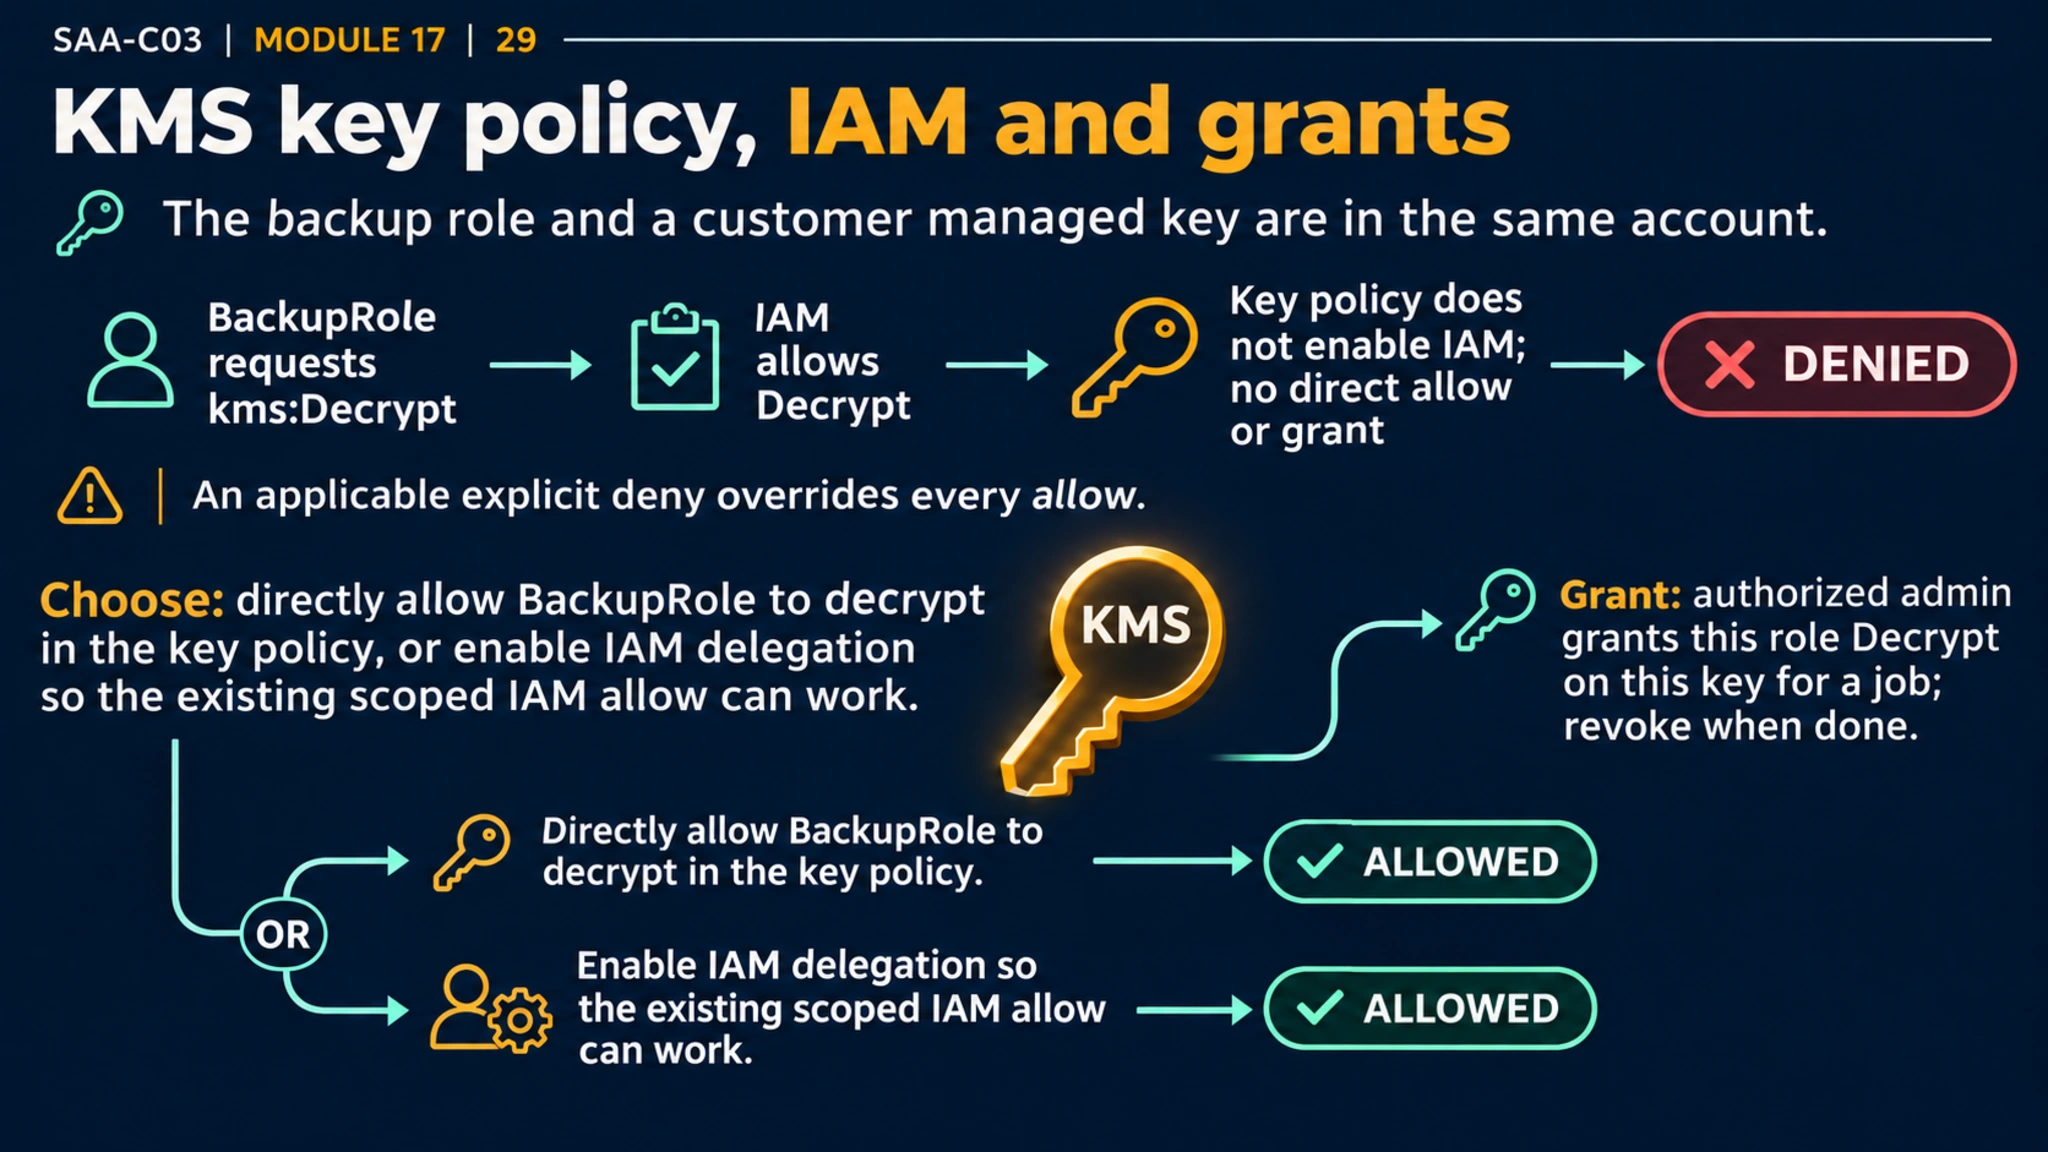 SAA-C03 | MODULE 17 | 29
KMS key policy, IAM and grants
The backup role and a customer managed key are in the same account.
BackupRole
requests
kms:Decrypt
IAM
allows
Decrypt
Key policy does
not enable IAM;
no direct allow
or grant
DENIED
An applicable explicit deny overrides every allow.
Choose: directly allow BackupRole to decrypt
in the key policy, or enable IAM delegation
so the existing scoped IAM allow can work.
KMS
Grant: authorized admin
grants this role Decrypt
on this key for a job;
revoke when done.
OR
Directly allow BackupRole to
decrypt in the key policy.
ALLOWED
Enable IAM delegation so
the existing scoped IAM allow
can work.
ALLOWED